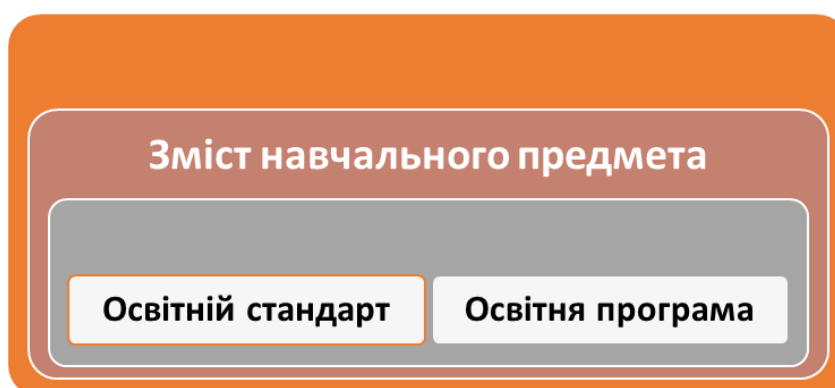 Зміст навчального предмета
Освітній стандарт
Освітня програма